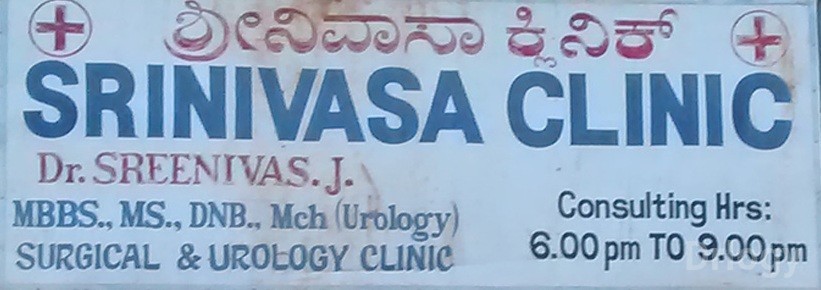 ಶ್ರೀನಿವಾಸಾ ಕ್ಲಿನಿಕ್
SRINIVASA CLINIC
Dr. SREENIVAS. J.
MBBS., MS., DNB., Mch (Urology)
SURGICAL & UROLOGY CLINIC
Consulting Hrs:
6.00 pm TO 9.00 pm